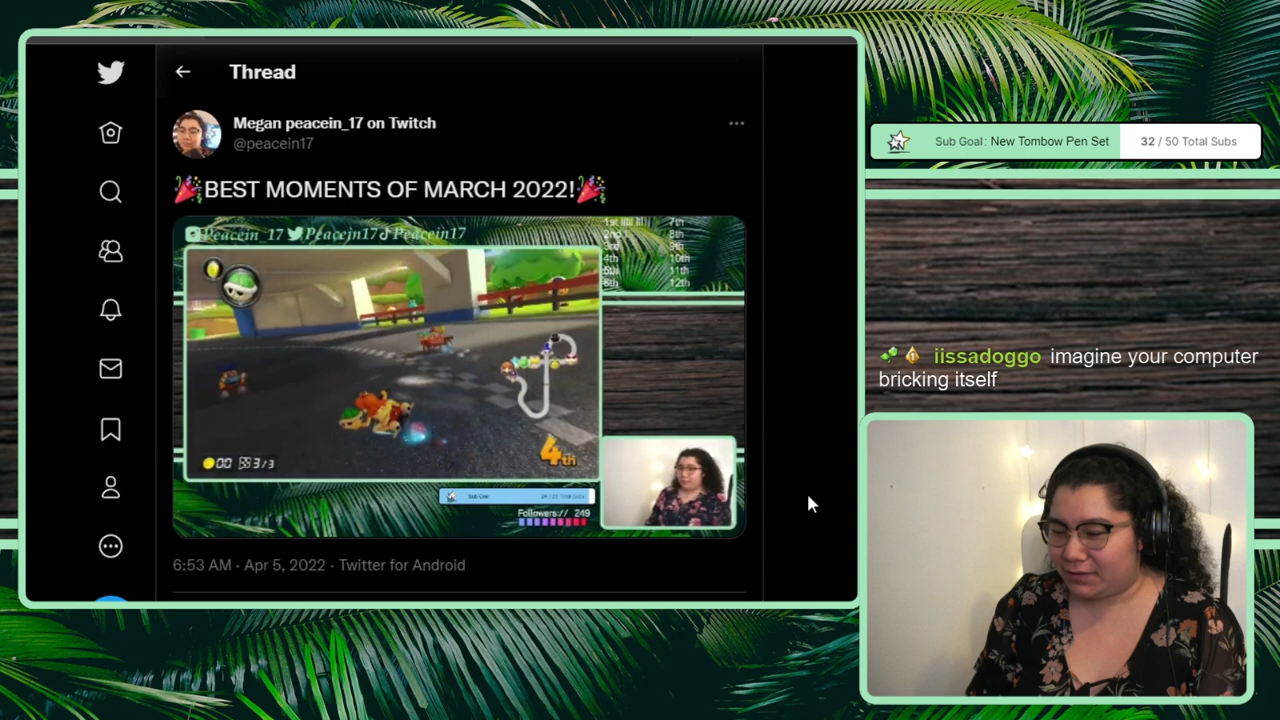 Thread
Megan peacein_17 on Twitch
@peacein17
🎉BEST MOMENTS OF MARCH 2022!🎉
Peacein_17 Peacein17 Peacein17
1st 7th
2nd 8th
3rd 9th
4th 10th
5th 11th
6th 12th
00 3/3
4th
Sub Goal
Followers:// 249
6:53 AM · Apr 5, 2022 · Twitter for Android
Sub Goal: New Tombow Pen Set 32 / 50 Total Subs
iissadoggo imagine your computer
bricking itself